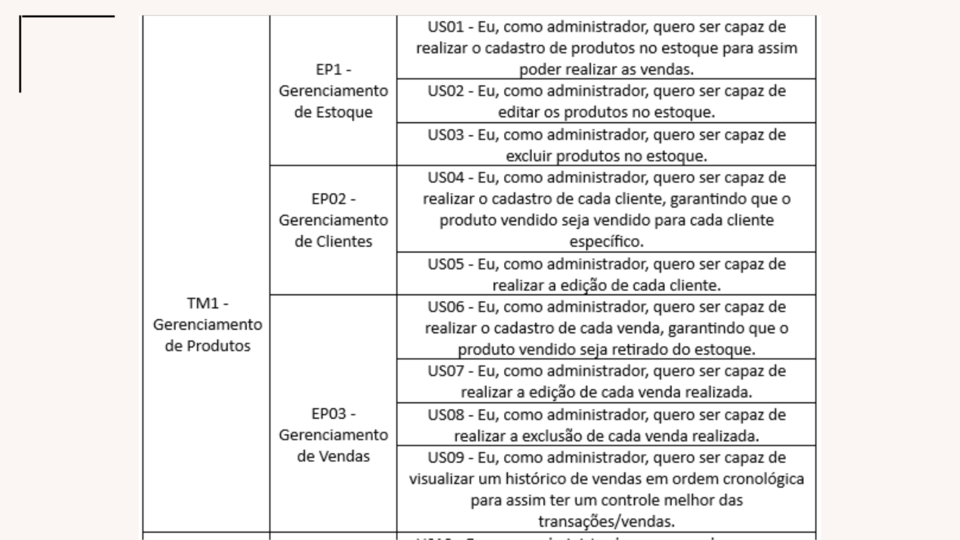 TM1 -
Gerenciamento
de Produtos
EP1 -
Gerenciamento
de Estoque
US01 - Eu, como administrador, quero ser capaz de
realizar o cadastro de produtos no estoque para assim
poder realizar as vendas.
US02 - Eu, como administrador, quero ser capaz de
editar os produtos no estoque.
US03 - Eu, como administrador, quero ser capaz de
excluir produtos no estoque.
EP02 -
Gerenciamento
de Clientes
US04 - Eu, como administrador, quero ser capaz de
realizar o cadastro de cada cliente, garantindo que o
produto vendido seja vendido para cada cliente
específico.
US05 - Eu, como administrador, quero ser capaz de
realizar a edição de cada cliente.
EP03 -
Gerenciamento
de Vendas
US06 - Eu, como administrador, quero ser capaz de
realizar o cadastro de cada venda, garantindo que o
produto vendido seja retirado do estoque.
US07 - Eu, como administrador, quero ser capaz de
realizar a edição de cada venda realizada.
US08 - Eu, como administrador, quero ser capaz de
realizar a exclusão de cada venda realizada.
US09 - Eu, como administrador, quero ser capaz de
visualizar um histórico de vendas em ordem cronológica
para assim ter um controle melhor das
transações/vendas.